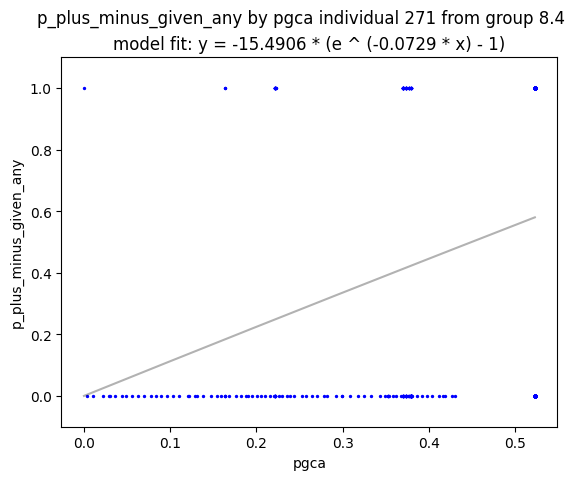 p_plus_minus_given_any by pgca individual 271 from group 8.4
model fit: y = -15.4906 * (e ^ (-0.0729 * x) - 1)
1.0
0.8
0.6
0.4
0.2
0.0
p_plus_minus_given_any
0.0 0.1 0.2 0.3 0.4 0.5
pgca